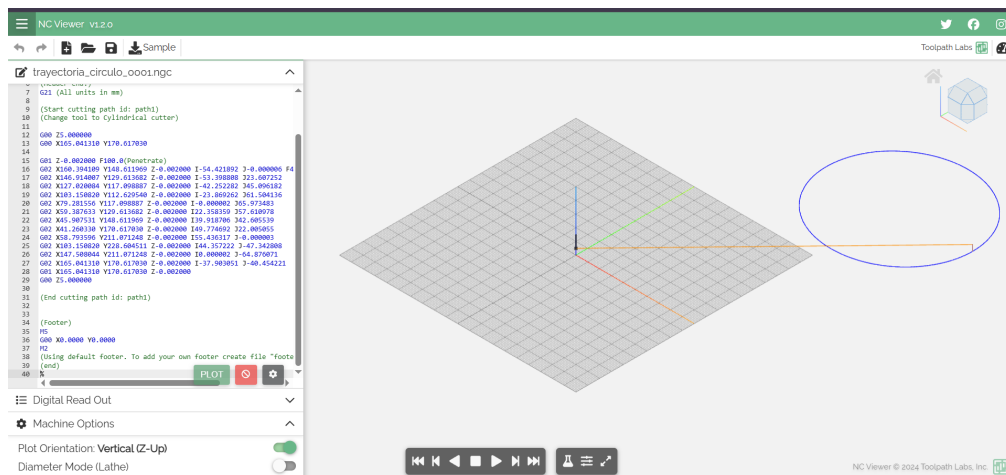 NC Viewer v1.2.0
Sample
Toolpath Labs
trayectoria_circulo_0001.ngc
6 (Header end.)
7 G21 (All units in mm)
8
9 (Start cutting path id: path1)
10 (Change tool to Cylindrical cutter)
11
12 G00 Z5.000000
13 G00 X165.041310 Y170.617030
14
15 G01 Z-0.002000 F100.0(Penetrate)
16 G02 X160.394109 Y148.611969 Z-0.002000 I-54.421892 J-0.000006 F4
17 G02 X146.914007 Y129.613682 Z-0.002000 I-53.398808 J23.607252
18 G02 X127.020084 Y117.098887 Z-0.002000 I-42.252282 J45.096182
19 G02 X103.150820 Y112.629540 Z-0.002000 I-23.869262 J61.504136
20 G02 X79.281556 Y117.098887 Z-0.002000 I-0.000002 J65.973483
21 G02 X59.387633 Y129.613682 Z-0.002000 I22.358359 J57.610978
22 G02 X45.907531 Y148.611969 Z-0.002000 I39.918706 J42.605539
23 G02 X41.260330 Y170.617030 Z-0.002000 I49.774692 J22.005055
24 G02 X58.793596 Y211.071248 Z-0.002000 I55.436317 J-0.000003
25 G02 X103.150820 Y228.604511 Z-0.002000 I44.357222 J-47.342808
26 G02 X147.508044 Y211.071248 Z-0.002000 I0.000002 J-64.876071
27 G02 X165.041310 Y170.617030 Z-0.002000 I-37.903051 J-40.454221
28 G01 X165.041310 Y170.617030 Z-0.002000
29 G00 Z5.000000
30
31 (End cutting path id: path1)
32
33
34 (Footer)
35 M5
36 G00 X0.0000 Y0.0000
37 M2
38 (Using default footer. To add your own footer create file "foote
39 (end)
40 %
PLOT
Digital Read Out
Machine Options
Plot Orientation: Vertical (Z-Up)
Diameter Mode (Lathe)
NC Viewer © 2024 Toolpath Labs, Inc.